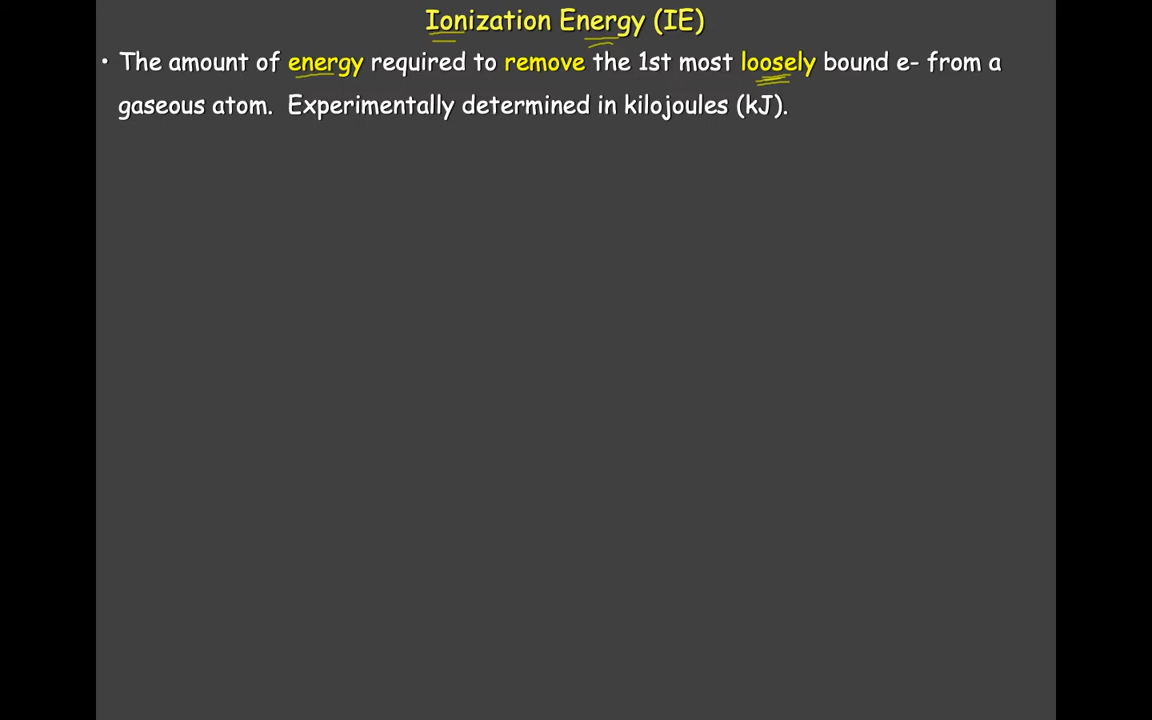 Ionization Energy (IE)
• The amount of energy required to remove the 1st most loosely bound e- from a
gaseous atom. Experimentally determined in kilojoules (kJ).